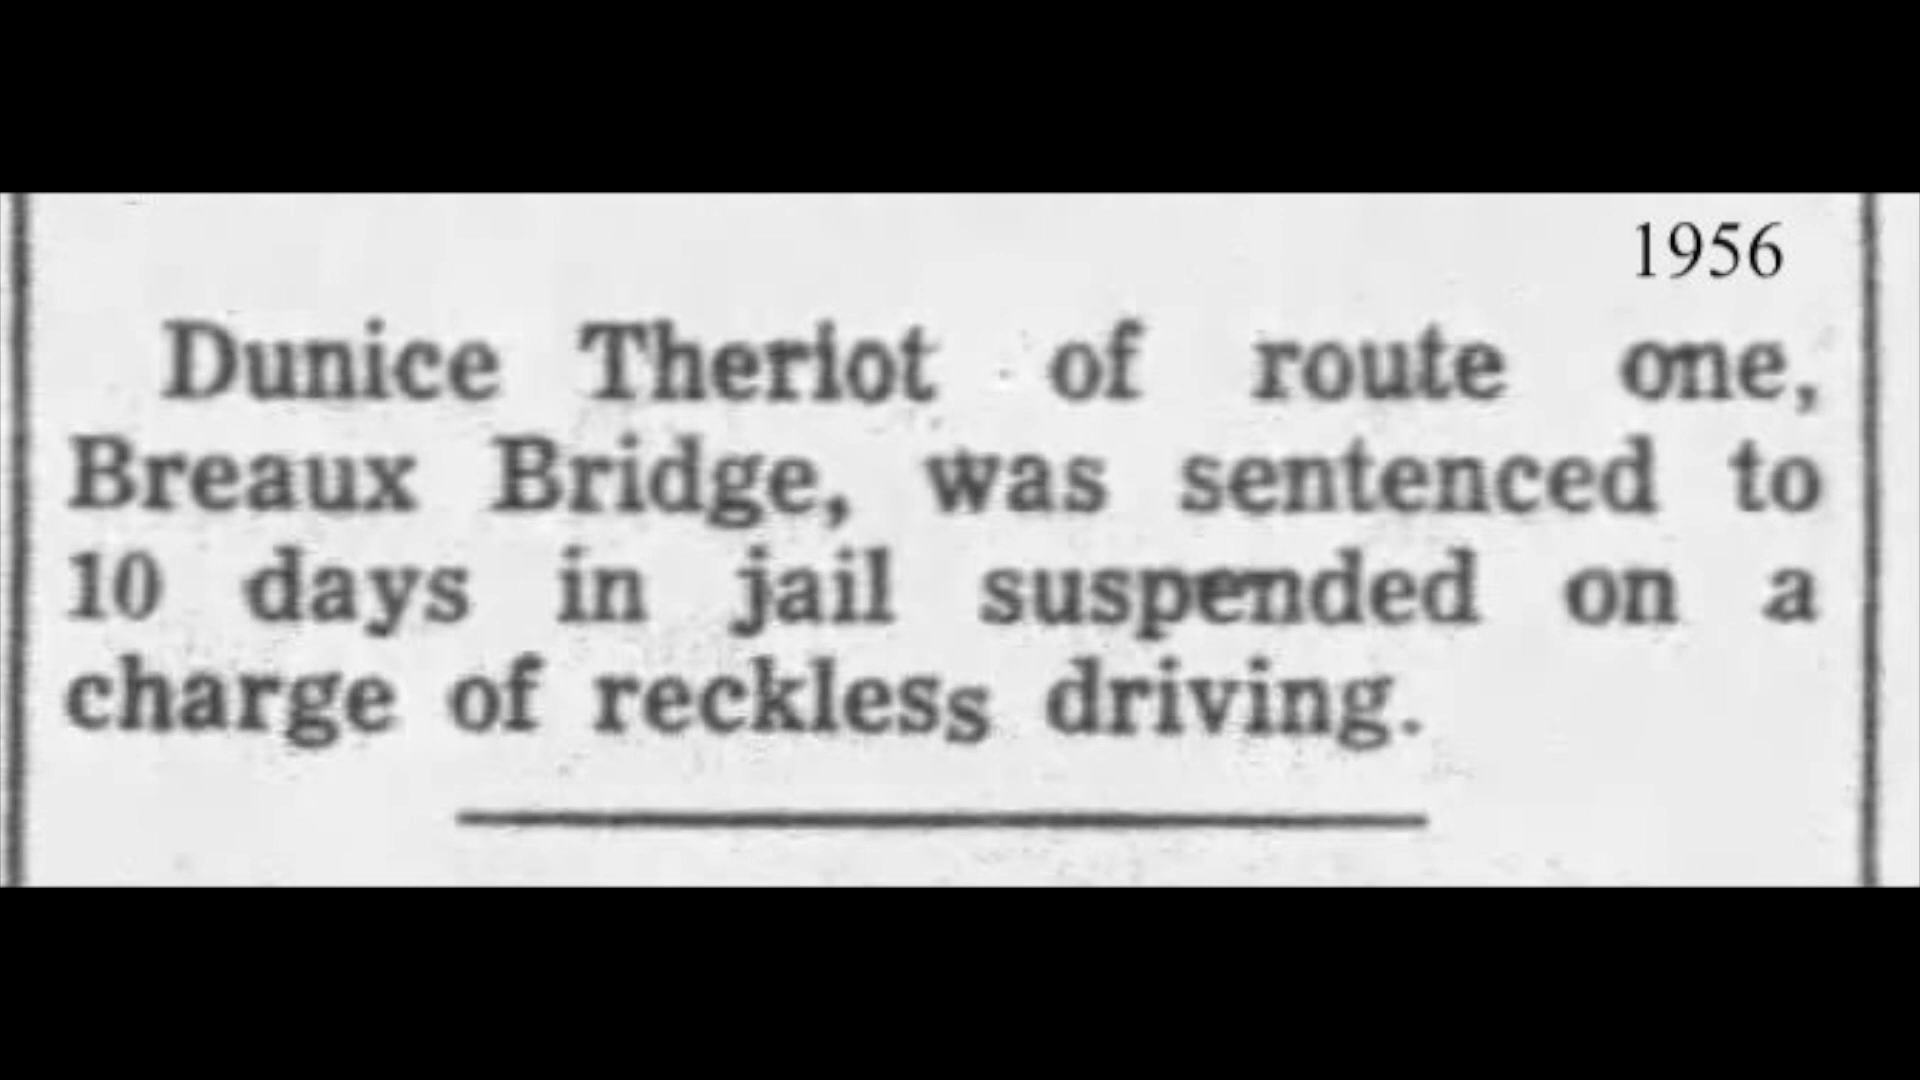 1956
Dunice Theriot of route one,
Breaux Bridge, was sentenced to
10 days in jail suspended on a
charge of reckless driving.